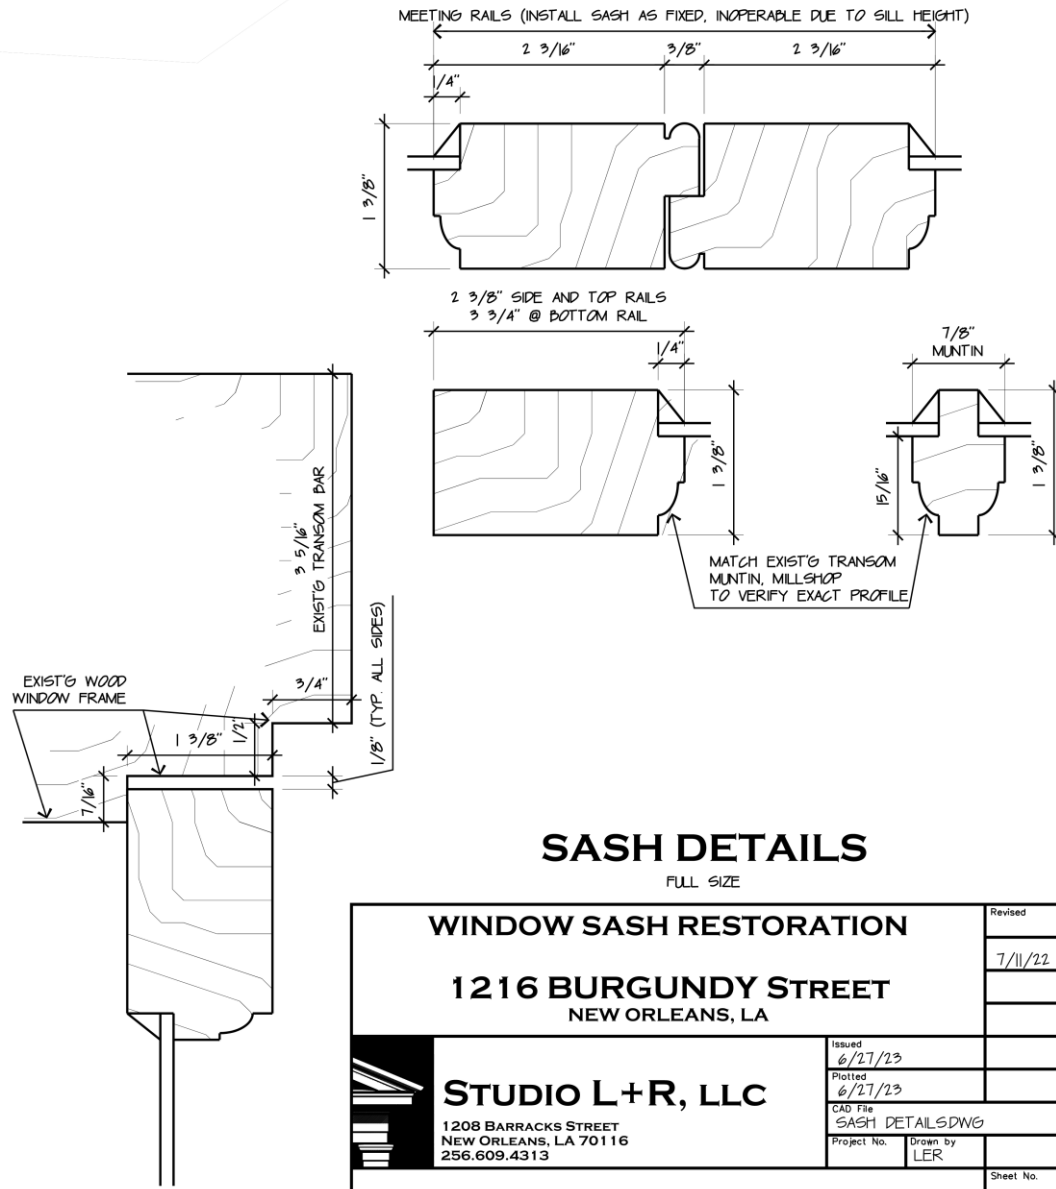 MEETING RAILS (INSTALL SASH AS FIXED, INOPERABLE DUE TO SILL HEIGHT)
2 3/16" 3/8" 2 3/16"
1/4"
1 3/8"
2 3/8" SIDE AND TOP RAILS
3 3/4" @ BOTTOM RAIL
1/4"
1 3/8"
7/8"
MUNTIN
15/16"
1 3/8"
MATCH EXIST'G TRANSOM
MUNTIN, MILLSHOP
TO VERIFY EXACT PROFILE
3 5/16"
EXIST'G TRANSOM BAR
EXIST'G WOOD
WINDOW FRAME
3/4"
1/2"
1 3/8"
7/16"
1/8" (TYP. ALL SIDES)
SASH DETAILS
FULL SIZE
WINDOW SASH RESTORATION
1216 BURGUNDY STREET
NEW ORLEANS, LA
Revised
7/11/22
STUDIO L+R, LLC
1208 BARRACKS STREET
NEW ORLEANS, LA 70116
256.609.4313
Issued
6/27/23
Plotted
6/27/23
CAD File
SASH DETAILS.DWG
Project No.
Drawn by
LER
Sheet No.